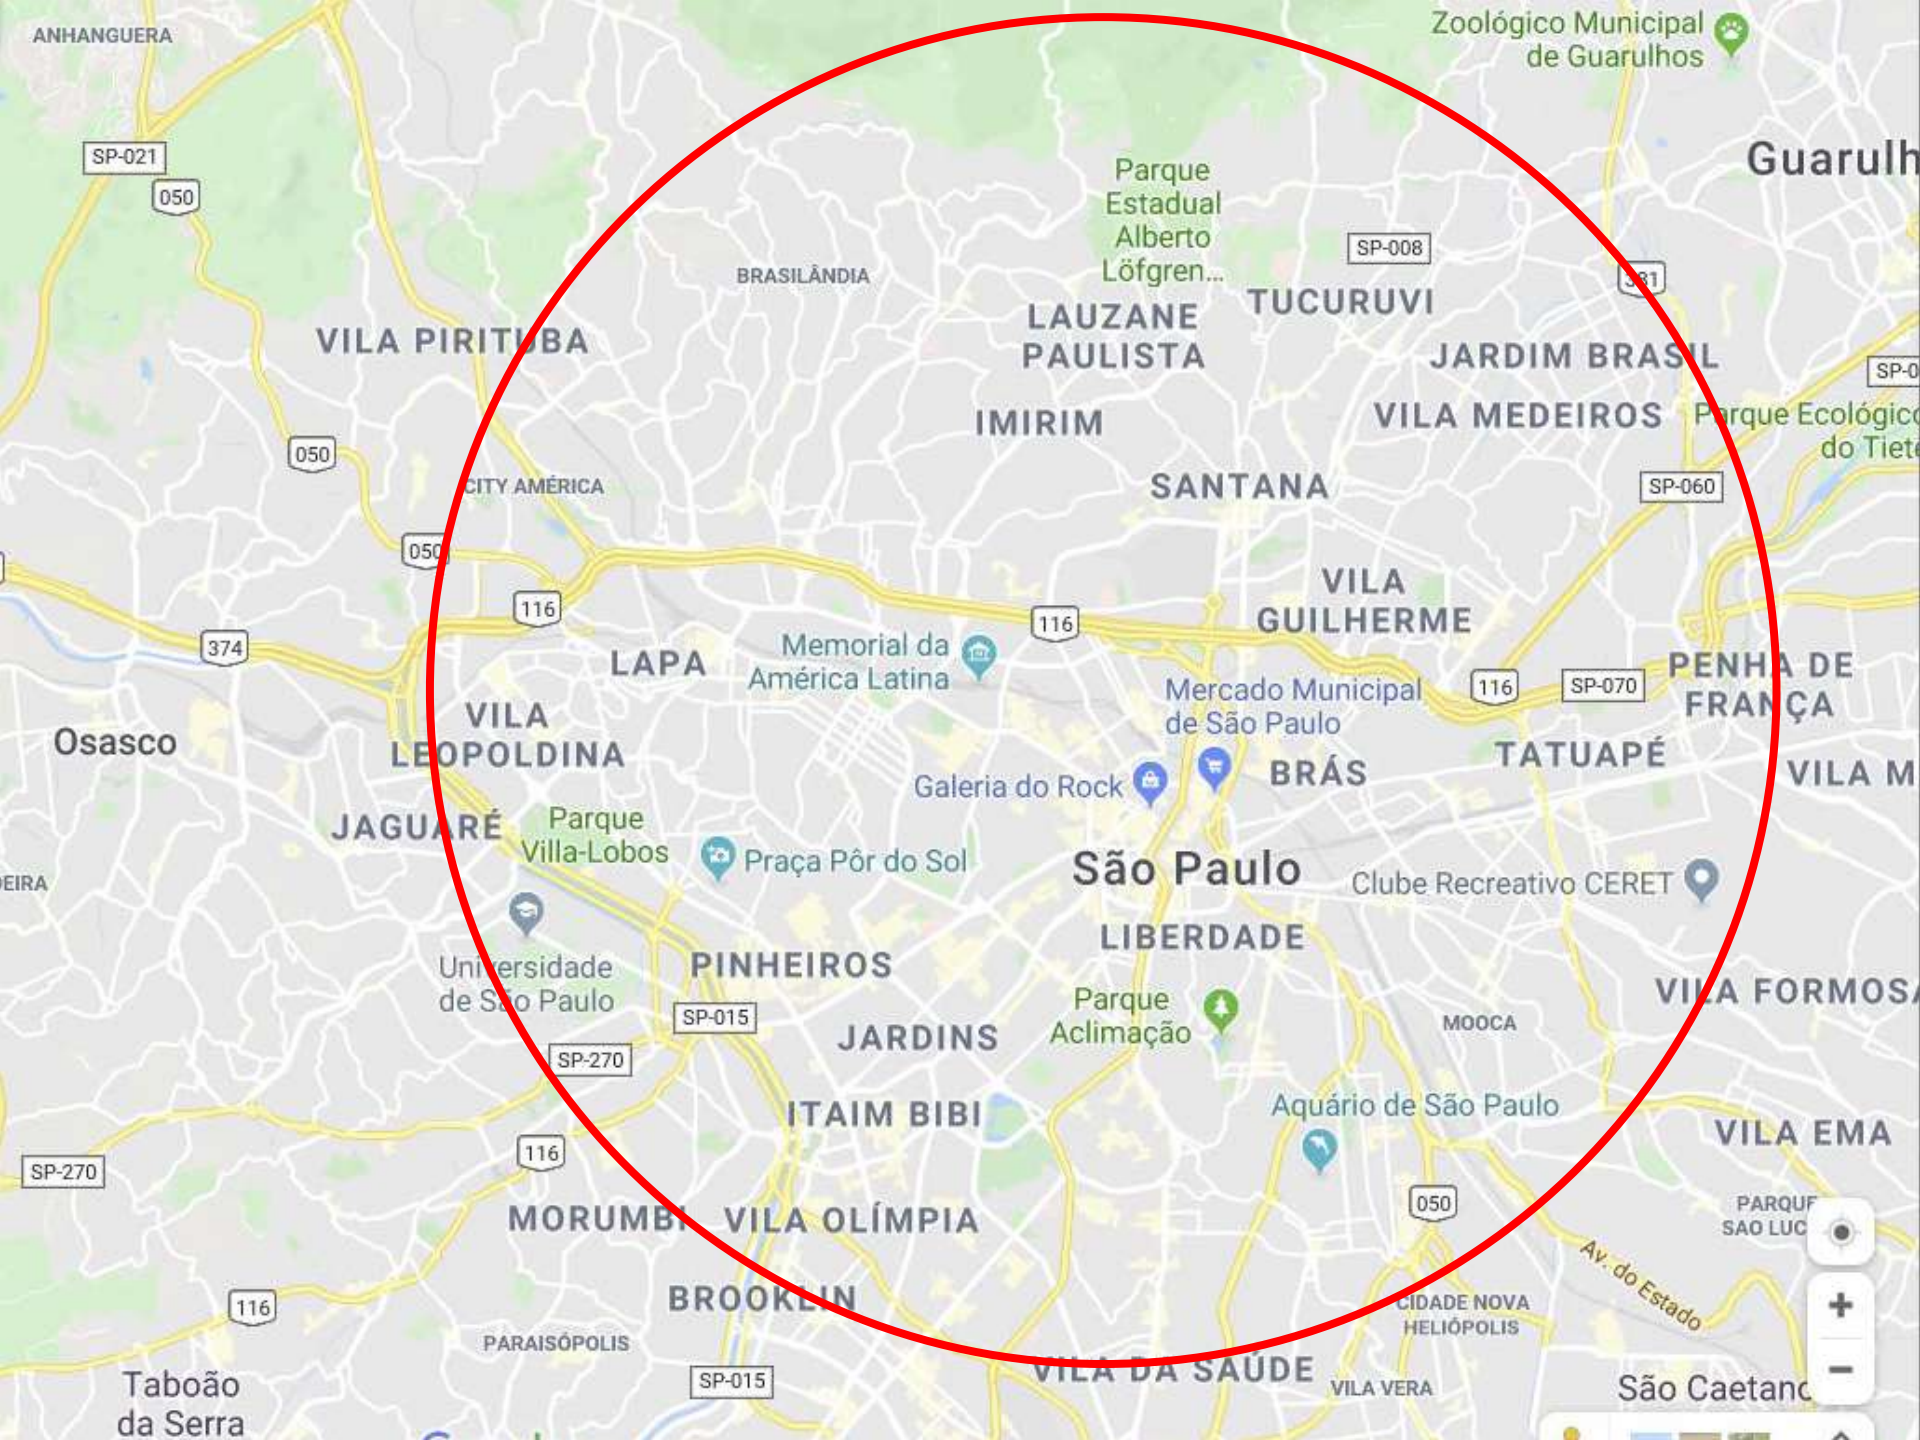 ANHANGUERA
Zoológico Municipal
de Guarulhos
SP-021
050
Guarulh
Parque
Estadual
Alberto
Löfgren...
SP-008
BRASILÂNDIA
381
LAUZANE
PAULISTA
TUCURUVI
VILA PIRITUBA
JARDIM BRASIL
SP-0
IMIRIM
VILA MEDEIROS
Parque Ecológico
do Tietê
050
CITY AMÉRICA
SANTANA
SP-060
050
116
VILA
GUILHERME
116
374
LAPA
Memorial da
América Latina
116
SP-070
PENHA DE
FRANÇA
Mercado Municipal
de São Paulo
VILA
LEOPOLDINA
Osasco
TATUAPÉ
Galeria do Rock
BRÁS
VILA M
JAGUARÉ
Parque
Villa-Lobos
Praça Pôr do Sol
São Paulo
Clube Recreativo CERET
EIRA
LIBERDADE
Universidade
de São Paulo
PINHEIROS
VILA FORMOSA
Parque
Aclimação
SP-015
MOOCA
JARDINS
SP-270
ITAIM BIBI
Aquário de São Paulo
VILA EMA
116
SP-270
050
PARQUE
SAO LUC
MORUMBI
VILA OLÍMPIA
Av. do Estado
116
BROOKLIN
CIDADE NOVA
HELIÓPOLIS
PARAISÓPOLIS
VILA DA SAÚDE
SP-015
VILA VERA
São Caetano
Taboão
da Serra